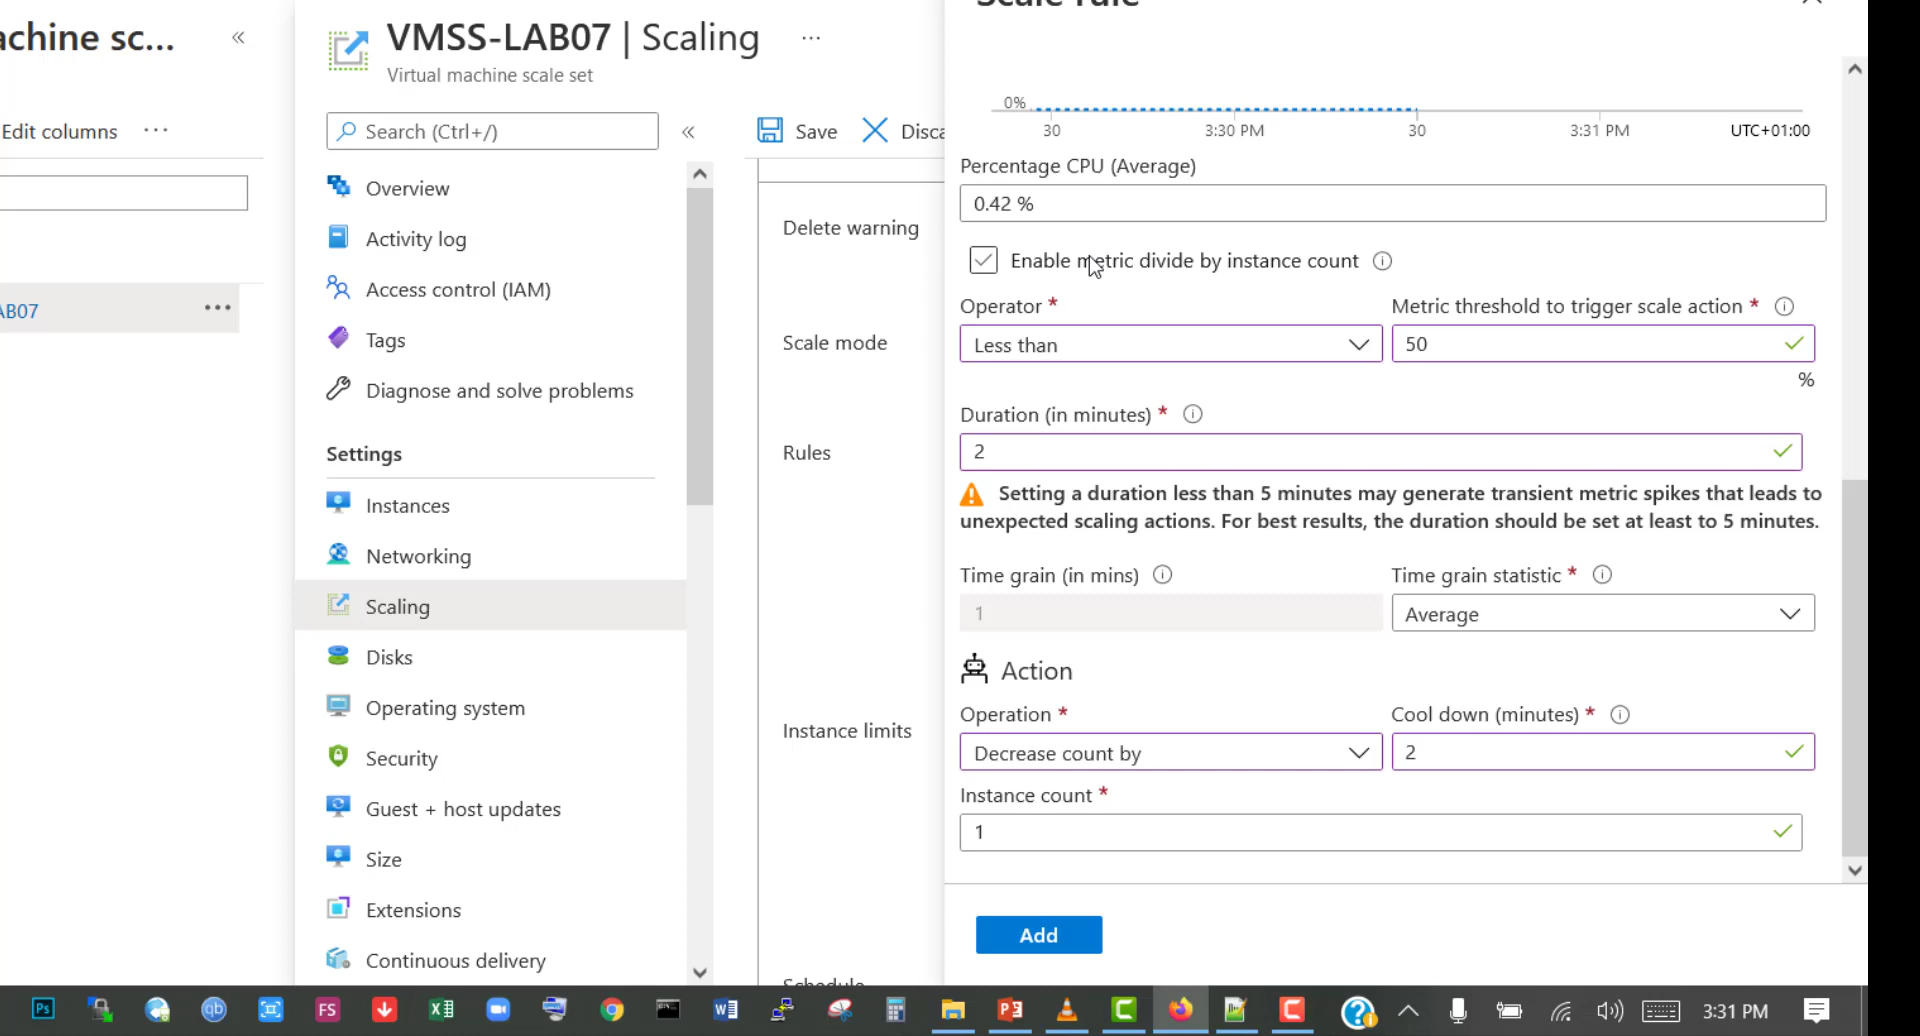 achine sc...
«
Edit columns
...
AB07
...
VMSS-LAB07 | Scaling
...
Virtual machine scale set
Search (Ctrl+/)
«
Overview
Activity log
Access control (IAM)
Tags
Diagnose and solve problems
Settings
Instances
Networking
Scaling
Disks
Operating system
Security
Guest + host updates
Size
Extensions
Continuous delivery
Save
Disca
Delete warning
Scale mode
Rules
Instance limits
Schedule
Scale rule
0%
30
3:30 PM
30
3:31 PM
UTC+01:00
Percentage CPU (Average)
0.42 %
Enable metric divide by instance count
Operator *
Less than
Metric threshold to trigger scale action *
50
%
Duration (in minutes) *
2
Setting a duration less than 5 minutes may generate transient metric spikes that leads to
unexpected scaling actions. For best results, the duration should be set at least to 5 minutes.
Time grain (in mins)
1
Time grain statistic *
Average
Action
Operation *
Decrease count by
Cool down (minutes) *
2
Instance count *
1
Add
Ps
qb
FS
3:31 PM